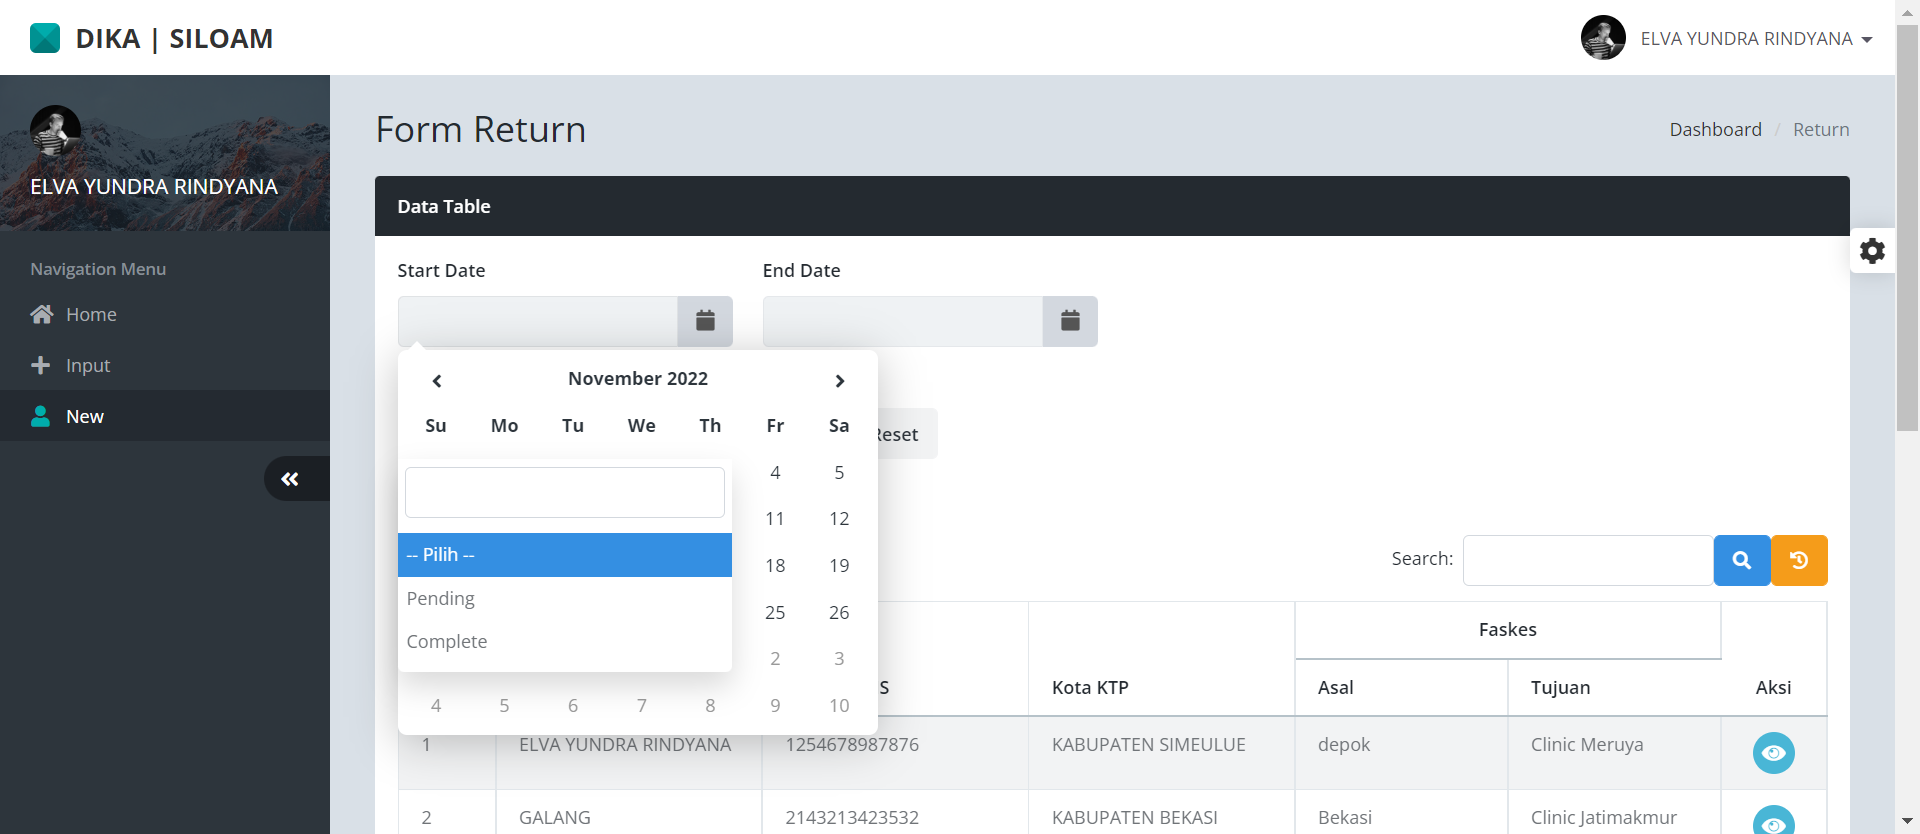 DIKA | SILOAM
ELVA YUNDRA RINDYANA
ELVA YUNDRA RINDYANA
Navigation Menu
Home
Input
New
Form Return
Dashboard / Return
Data Table
Start Date
End Date
November 2022
Su Mo Tu We Th Fr Sa
4 5
11 12
18 19
25 26
2 3
4 5 6 7 8 9 10
-- Pilih --
Pending
Complete
Reset
Search:
S Kota KTP Faskes Asal Tujuan Aksi
1 ELVA YUNDRA RINDYANA 1254678987876 KABUPATEN SIMEULUE depok Clinic Meruya
2 GALANG 2143213423532 KABUPATEN BEKASI Bekasi Clinic Jatimakmur